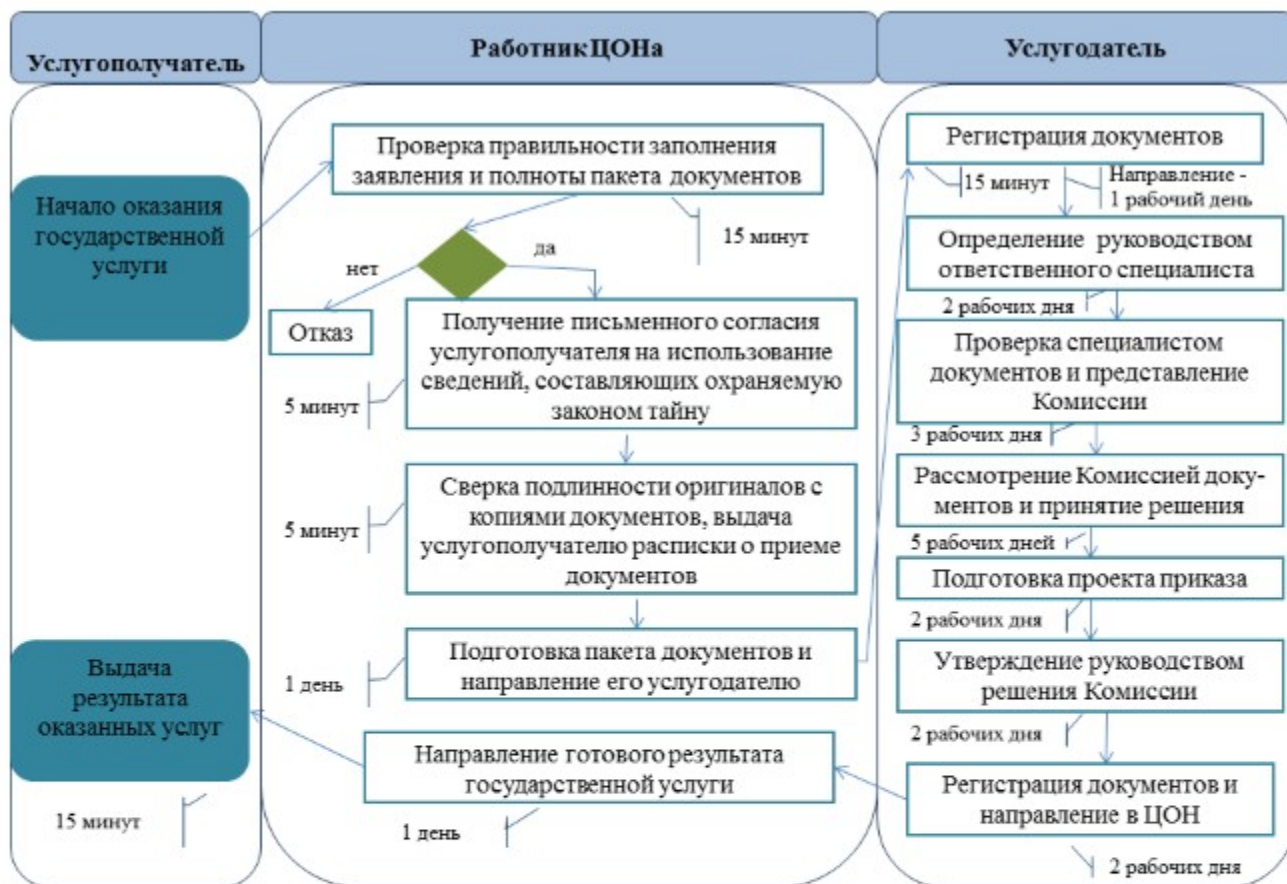 Услугополучатель
Работник ЦОНа
Услугодатель
Начало оказания
государственной
услуги
Выдача
результата
оказанных услуг
15 минут
Проверка правильности заполнения
заявления и полноты пакета документов
15 минут
нет
да
Отказ
Получение письменного согласия
услугополучателя на использование
сведений, составляющих охраняемую
законом тайну
5 минут
Сверка подлинности оригиналов с
копиями документов, выдача
услугополучателю расписки о приеме
документов
5 минут
Подготовка пакета документов и
направление его услугодателю
1 день
Направление готового результата
государственной услуги
1 день
Регистрация документов
15 минут
Направление -
1 рабочий день
Определение руководством
ответственного специалиста
2 рабочих дня
Проверка специалистом
документов и представление
Комиссии
3 рабочих дня
Рассмотрение Комиссией доку-
ментов и принятие решения
5 рабочих дней
Подготовка проекта приказа
2 рабочих дня
Утверждение руководством
решения Комиссии
2 рабочих дня
Регистрация документов и
направление в ЦОН
2 рабочих дня